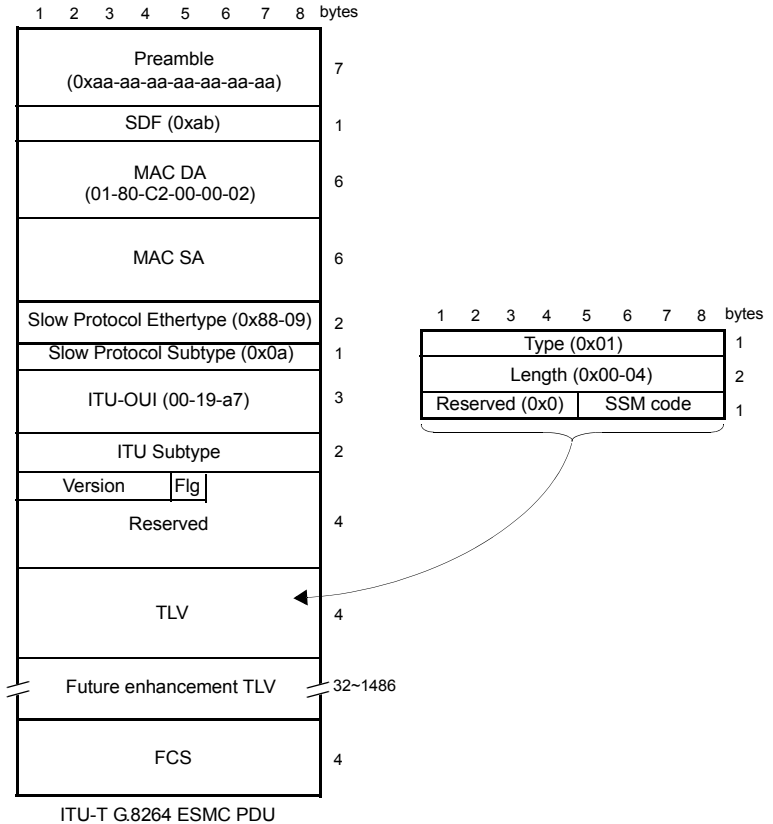 1 2 3 4 5 6 7 8 bytes
Preamble
(0xaa-aa-aa-aa-aa-aa-aa)
7
SDF (0xab)
1
MAC DA
(01-80-C2-00-00-02)
6
MAC SA
6
Slow Protocol Ethertype (0x88-09)
2
Slow Protocol Subtype (0x0a)
1
ITU-OUI (00-19-a7)
3
ITU Subtype
2
Version Flg
Reserved
4
TLV
4
Future enhancement TLV
32~1486
FCS
4
ITU-T G.8264 ESMC PDU
1 2 3 4 5 6 7 8 bytes
Type (0x01)
1
Length (0x00-04)
2
Reserved (0x0) SSM code
1